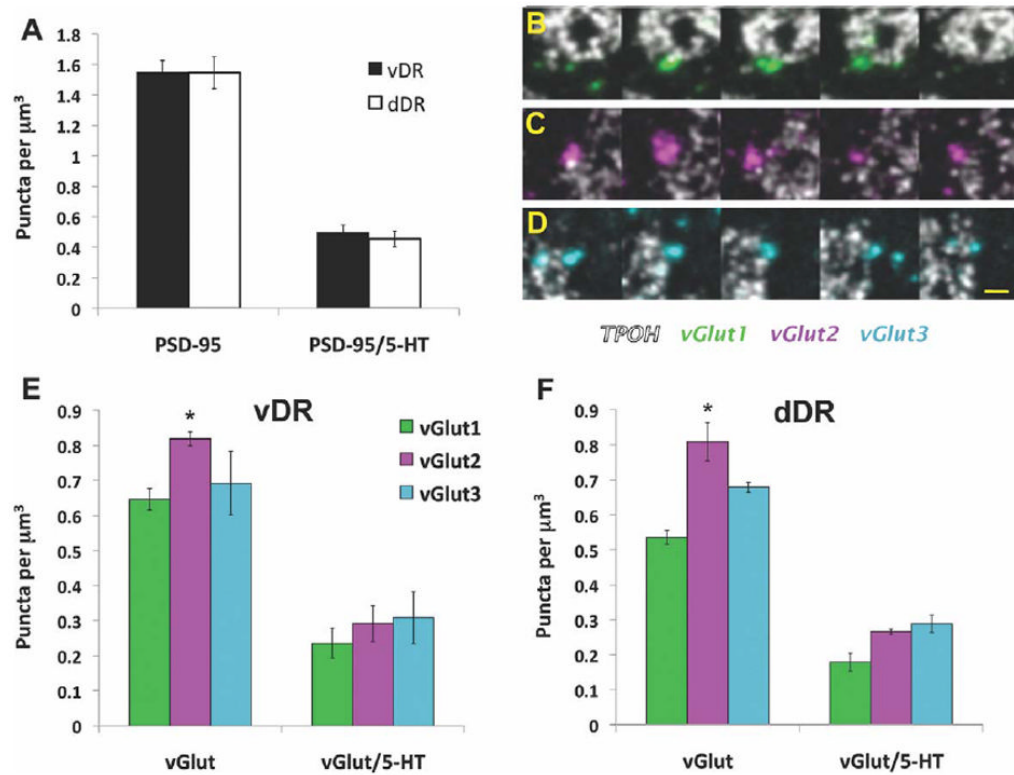 A
1.8
1.6
1.4
1.2
1
0.8
0.6
0.4
0.2
0
Puncta per μm³
vDR
dDR
PSD-95
PSD-95/5-HT
B
C
D
TPOH vGlut1 vGlut2 vGlut3
E
vDR
0.9
0.8
0.7
0.6
0.5
0.4
0.3
0.2
0.1
0
Puncta per μm³
*
vGlut1
vGlut2
vGlut3
vGlut
vGlut/5-HT
F
dDR
0.9
0.8
0.7
0.6
0.5
0.4
0.3
0.2
0.1
0
Puncta per μm³
*
vGlut
vGlut/5-HT